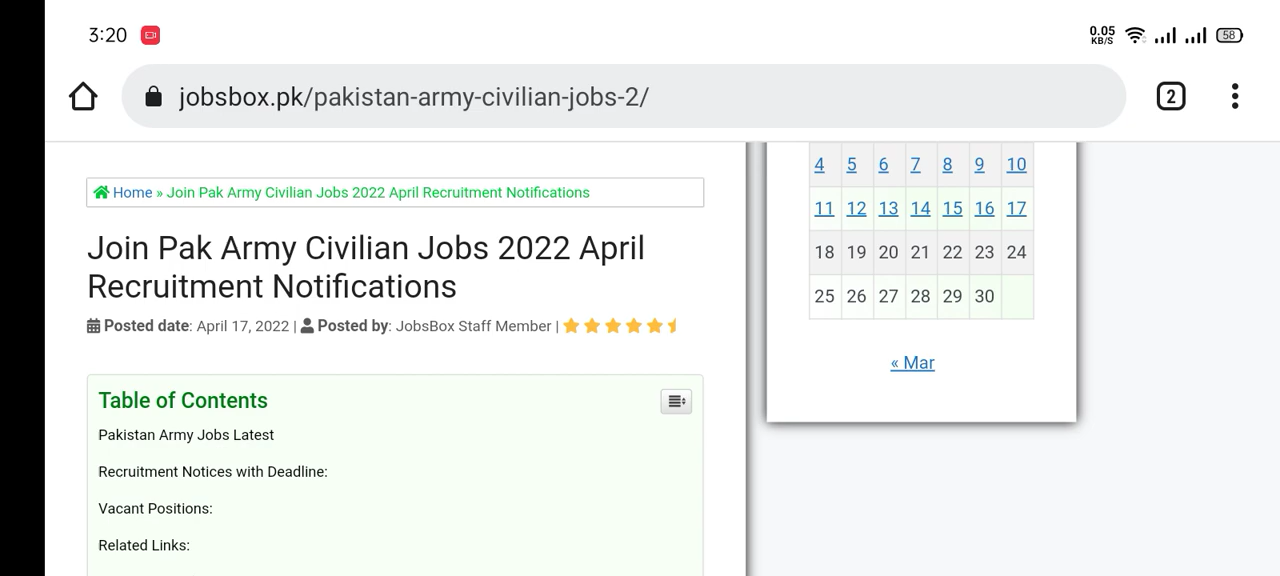 3:20
0.05 KB/S
58
jobsbox.pk/pakistan-army-civilian-jobs-2/
2
Home » Join Pak Army Civilian Jobs 2022 April Recruitment Notifications
Join Pak Army Civilian Jobs 2022 April
Recruitment Notifications
Posted date: April 17, 2022 | Posted by: JobsBox Staff Member |
Table of Contents
Pakistan Army Jobs Latest
Recruitment Notices with Deadline:
Vacant Positions:
Related Links:
4 5 6 7 8 9 10
11 12 13 14 15 16 17
18 19 20 21 22 23 24
25 26 27 28 29 30
« Mar